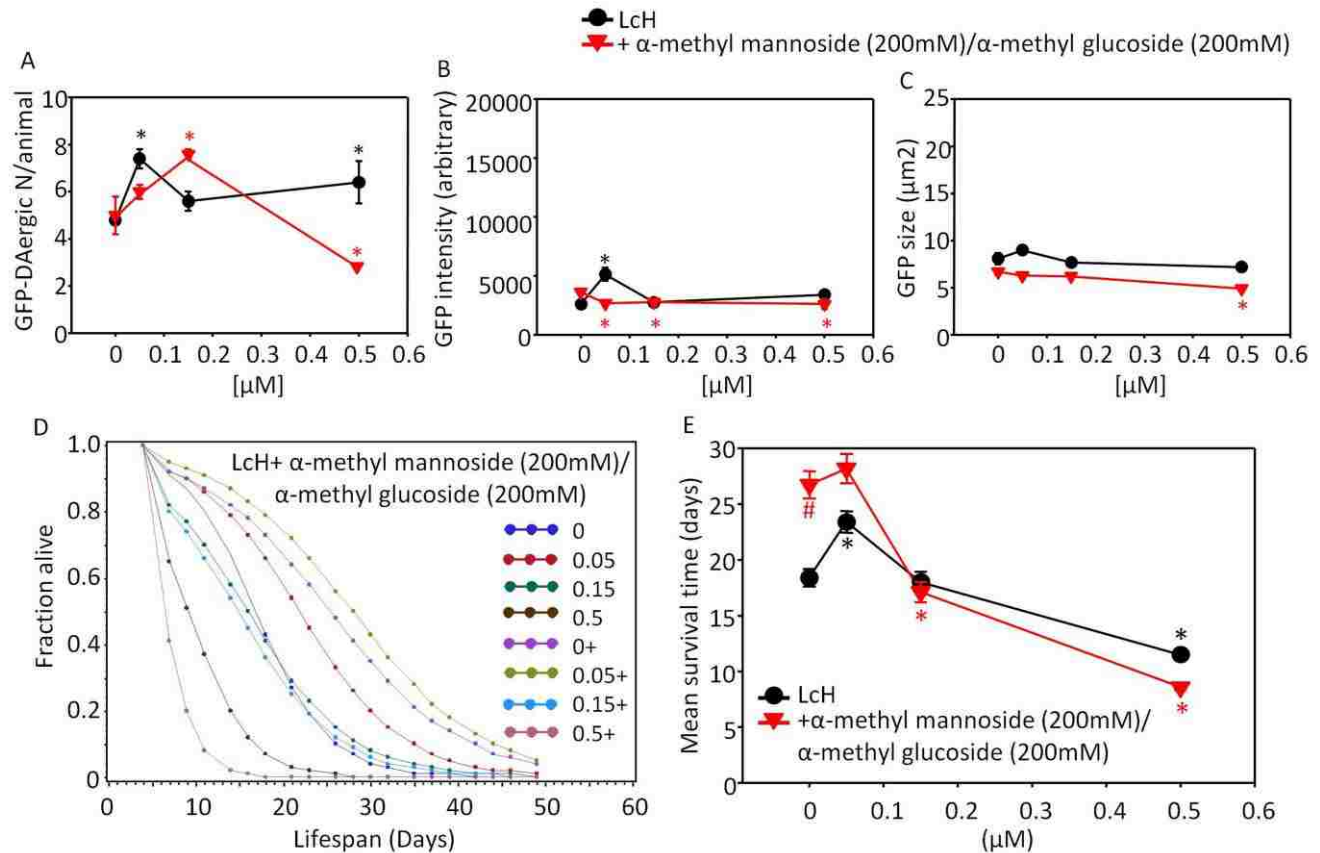 LcH
+ α-methyl mannoside (200mM)/α-methyl glucoside (200mM)
A
10
8
6
4
2
0
GFP-DAergic N/animal
* * * *
0 0.1 0.2 0.3 0.4 0.5 0.6
[µM]
B
20000
15000
10000
5000
0
GFP intensity (arbitrary)
*
* * *
0 0.1 0.2 0.3 0.4 0.5 0.6
[µM]
C
25
20
15
10
5
0
GFP size (µm2)
*
0 0.1 0.2 0.3 0.4 0.5 0.6
[µM]
D
1.0
0.8
0.6
0.4
0.2
0
Fraction alive
LcH+ α-methyl mannoside (200mM)/
α-methyl glucoside (200mM)
0
0.05
0.15
0.5
0+
0.05+
0.15+
0.5+
0 10 20 30 40 50 60
Lifespan (Days)
E
30
25
20
15
10
5
0
Mean survival time (days)
#
*
*
*
*
LcH
+α-methyl mannoside (200mM)/
α-methyl glucoside (200mM)
0 0.1 0.2 0.3 0.4 0.5 0.6
(µM)